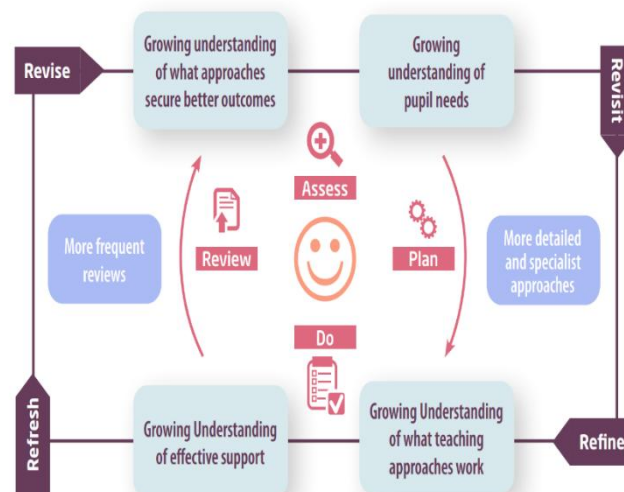 Revise
Growing understanding
of what approaches
secure better outcomes
Growing
understanding of
pupil needs
Revisit
Assess
More frequent
reviews
Review
Plan
More detailed
and specialist
approaches
Do
Refresh
Growing Understanding
of effective support
Growing Understanding
of what teaching
approaches work
Refine